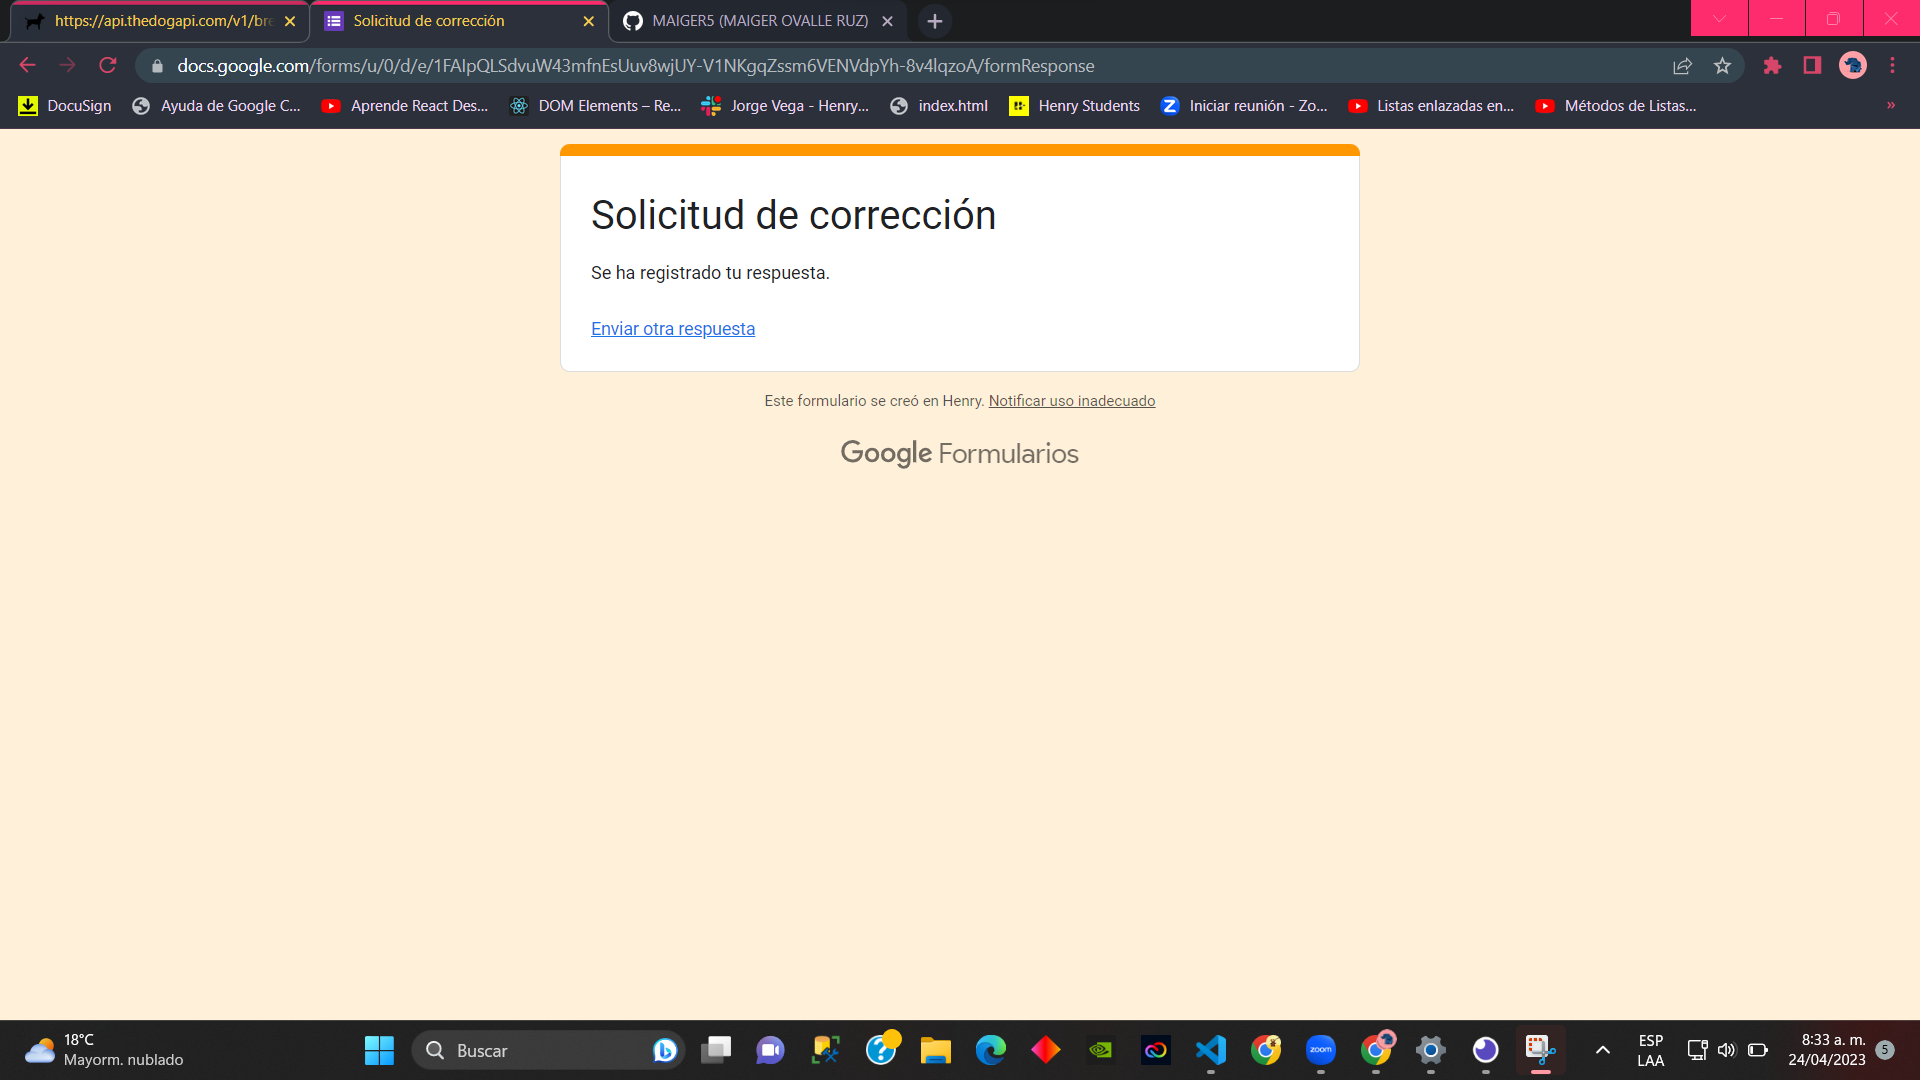 https://api.thedogapi.com/v1/bre
Solicitud de corrección
MAIGER5 (MAIGER OVALLE RUZ)
docs.google.com/forms/u/0/d/e/1FAIpQLSdvuW43mfnEsUuv8wjUY-V1NKgqZssm6VENVdpYh-8v4lqzoA/formResponse
DocuSign
Ayuda de Google C...
Aprende React Des...
DOM Elements – Re...
Jorge Vega - Henry...
index.html
Henry Students
Iniciar reunión - Zo...
Listas enlazadas en...
Métodos de Listas...
»
Solicitud de corrección
Se ha registrado tu respuesta.
Enviar otra respuesta
Este formulario se creó en Henry. Notificar uso inadecuado
Google Formularios
18°C
Mayorm. nublado
Buscar
zoom
ESP
LAA
8:33 a. m.
24/04/2023
5